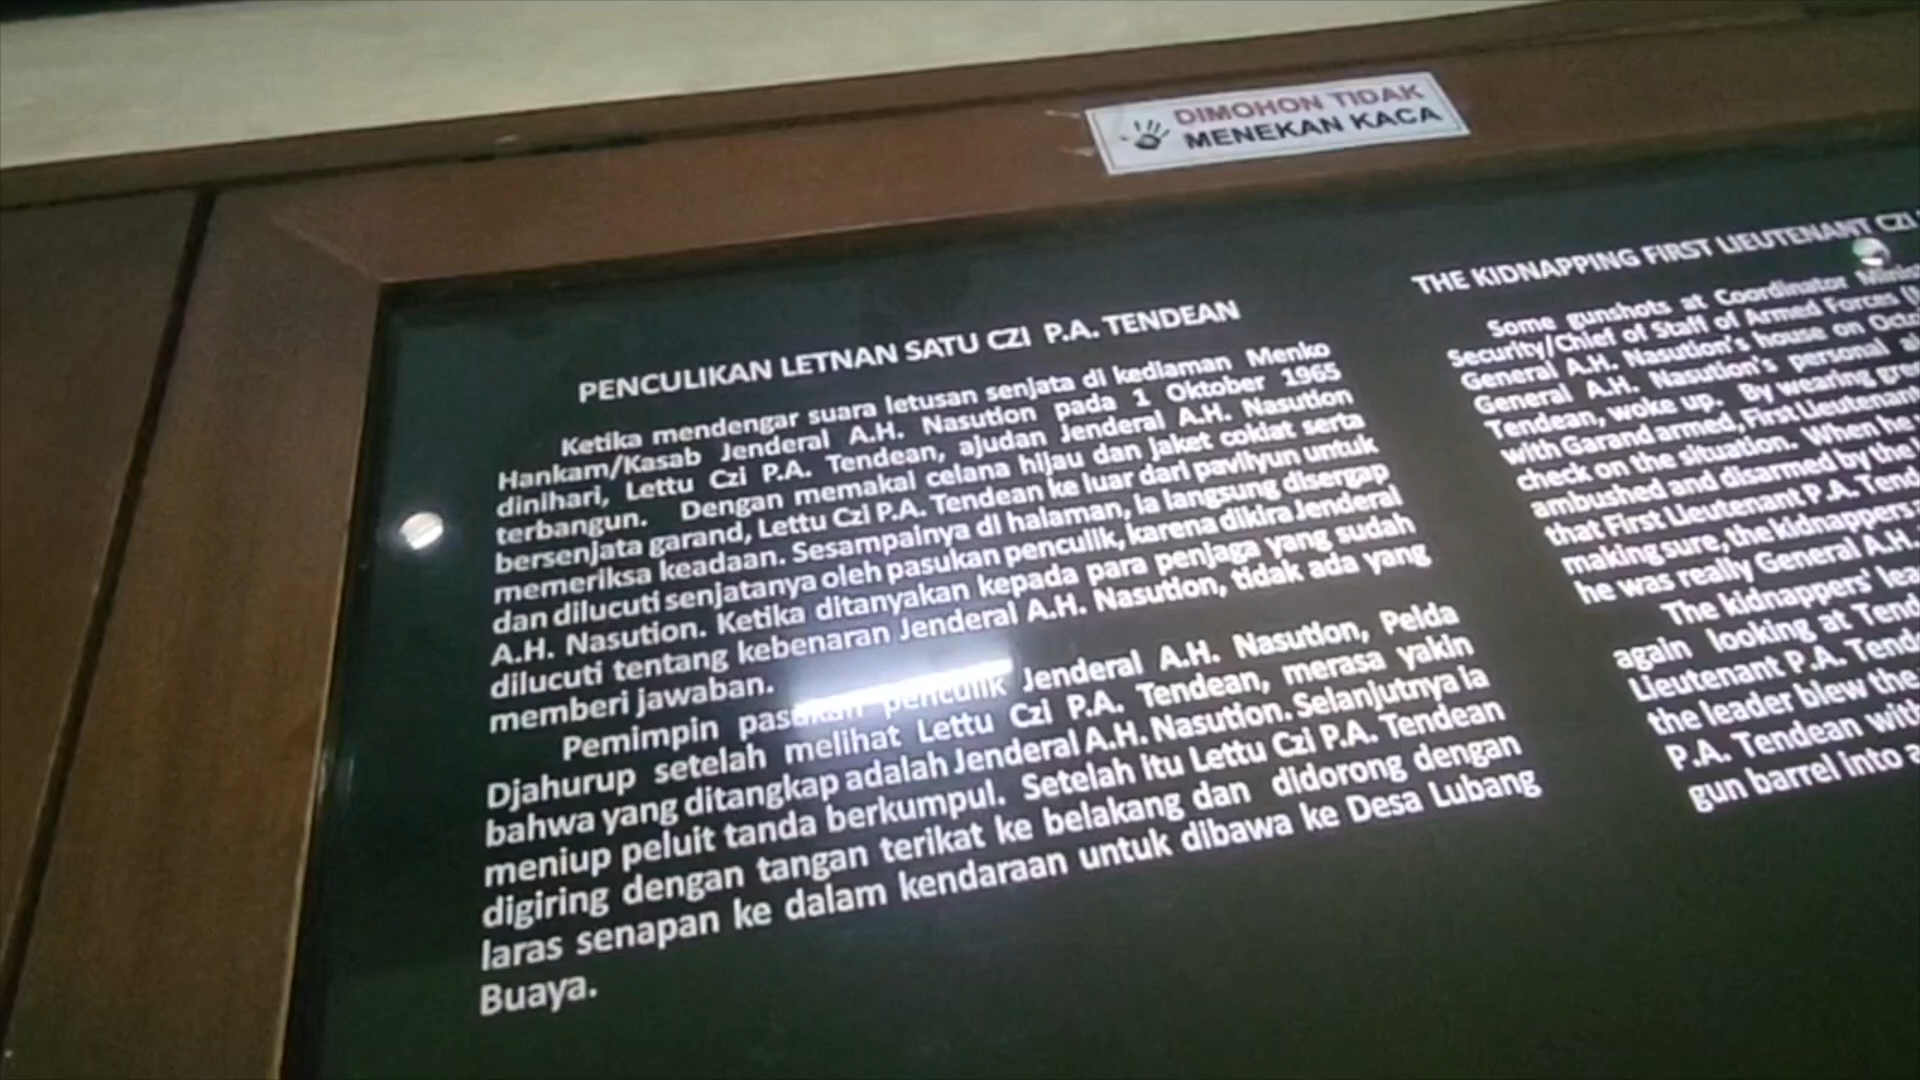 DIMOHON TIDAK
MENEKAN KACA
PENCULIKAN LETNAN SATU CZI P.A. TENDEAN
Ketika mendengar suara letusan senjata di kediaman Menko
Hankam/Kasab Jenderal A.H. Nasution pada 1 Oktober 1965
dinihari, Lettu Czi P.A. Tendean, ajudan Jenderal A.H. Nasution
terbangun. Dengan memakai celana hijau dan jaket coklat serta
bersenjata garand, Lettu Czi P.A. Tendean ke luar dari pavilyun untuk
memeriksa keadaan. Sesampainya di halaman, ia langsung disergap
dan dilucuti senjatanya oleh pasukan penculik, karena dikira Jenderal
A.H. Nasution. Ketika ditanyakan kepada para penjaga yang sudah
dilucuti tentang kebenaran Jenderal A.H. Nasution, tidak ada yang
memberi jawaban.
Pemimpin pasukan penculik Jenderal A.H. Nasution, Pelda
Djahurup setelah melihat Lettu Czi P.A. Tendean, merasa yakin
bahwa yang ditangkap adalah Jenderal A.H. Nasution. Selanjutnya ia
meniup peluit tanda berkumpul. Setelah itu Lettu Czi P.A. Tendean
digiring dengan tangan terikat ke belakang dan didorong dengan
laras senapan ke dalam kendaraan untuk dibawa ke Desa Lubang
Buaya.
THE KIDNAPPING FIRST LIEUTENANT CZI
Some gunshots at Coordinator
Security/Chief of Staff of Armed Forces
General A.H. Nasution's house on
General A.H. Nasution's personal
Tendean, woke up. By wearing
with Garand armed, First Lieutenant
check on the situation. When he
ambushed and disarmed by the
that First Lieutenant P.A.
making sure, the kidnappers
he was really General A.H.
The kidnappers'
again looking at
Lieutenant P.A.
the leader blew the
P.A. Tendean
gun barrel into a